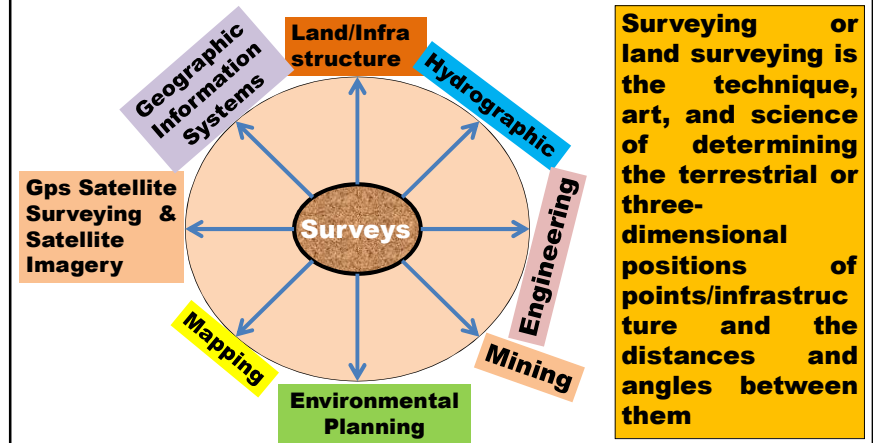 Geographic
Information
Systems
Land/Infra
structure
Hydrographic
Gps Satellite
Surveying &
Satellite
Imagery
Surveys
Engineering
Mapping
Mining
Environmental
Planning
Surveying or
land surveying is
the technique,
art, and science
of determining
the terrestrial or
three-
dimensional
positions of
points/infrastruc
ture and the
distances and
angles between
them